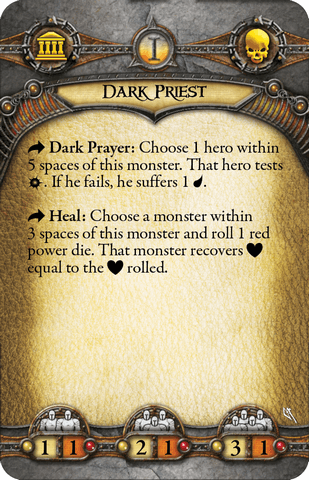 I
DARK PRIEST
Dark Prayer: Choose 1 hero within
5 spaces of this monster. That hero tests
. If he fails, he suffers 1 .
Heal: Choose a monster within
3 spaces of this monster and roll 1 red
power die. That monster recovers
equal to the rolled.
1 1 2 1 3 1